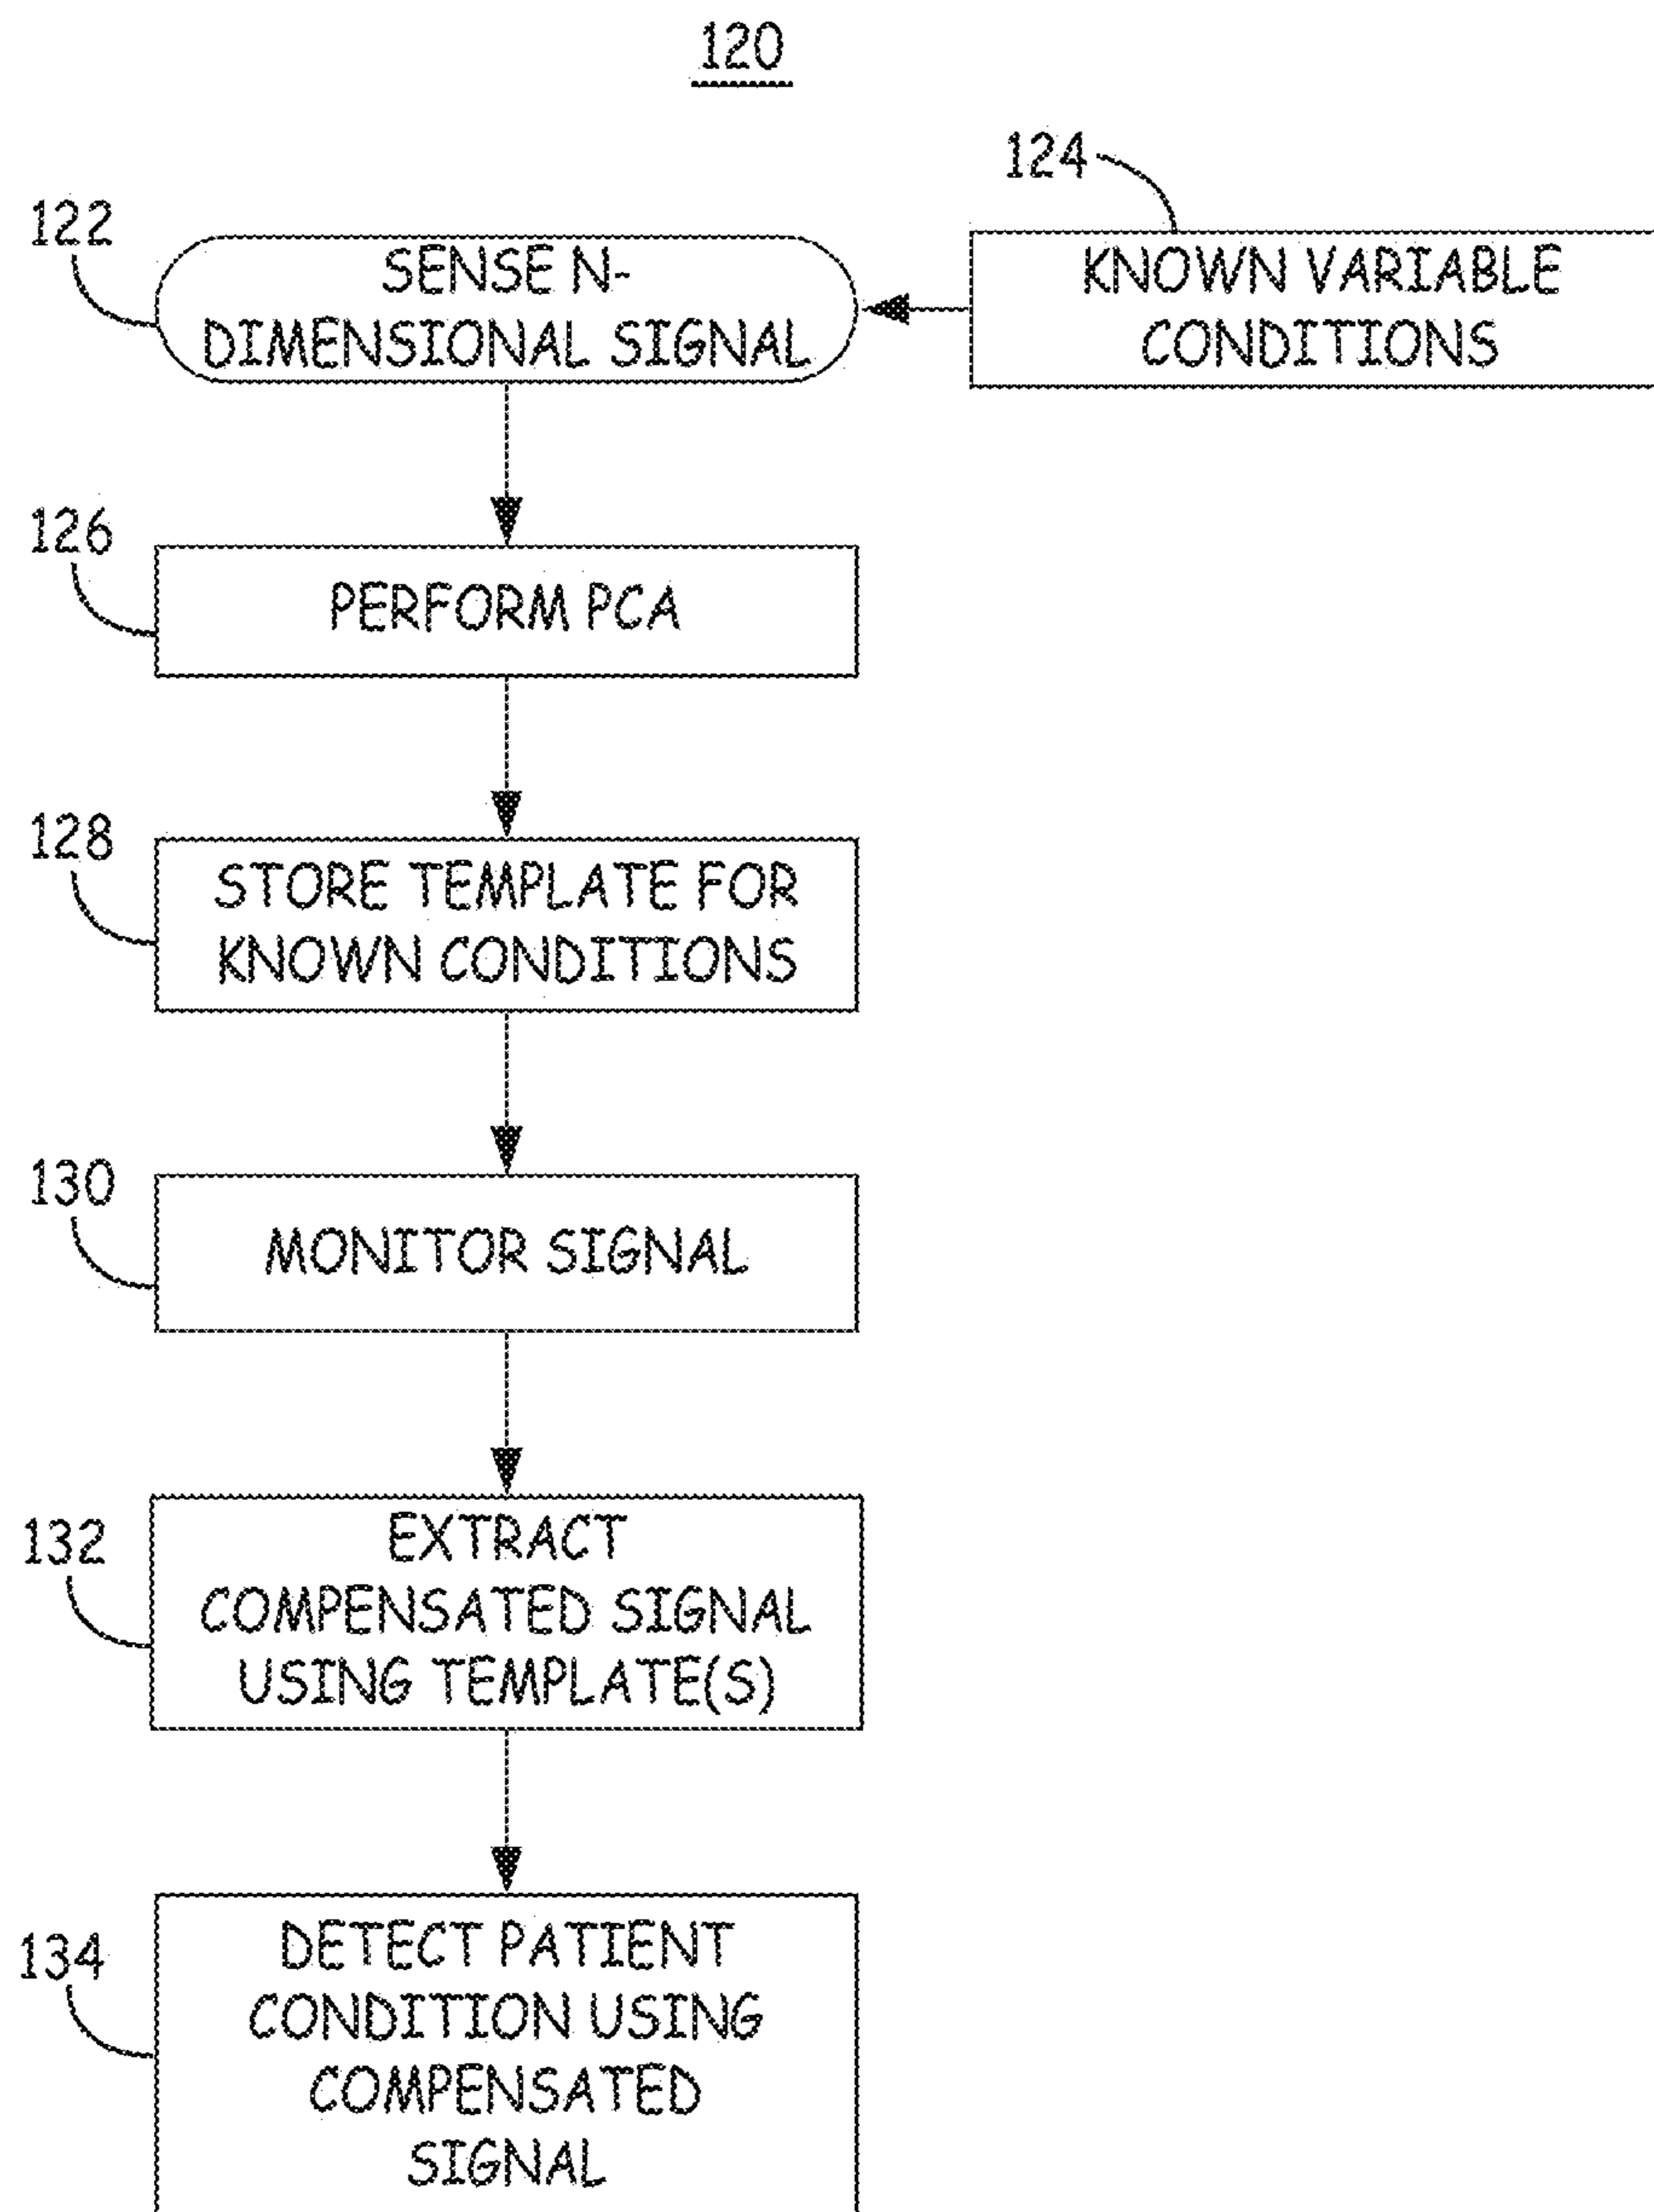 120
124
122
SENSE N-
DIMENSIONAL SIGNAL
KNOWN VARIABLE
CONDITIONS
126
PERFORM PCA
128
STORE TEMPLATE FOR
KNOWN CONDITIONS
130
MONITOR SIGNAL
132
EXTRACT
COMPENSATED SIGNAL
USING TEMPLATE(S)
134
DETECT PATIENT
CONDITION USING
COMPENSATED
SIGNAL